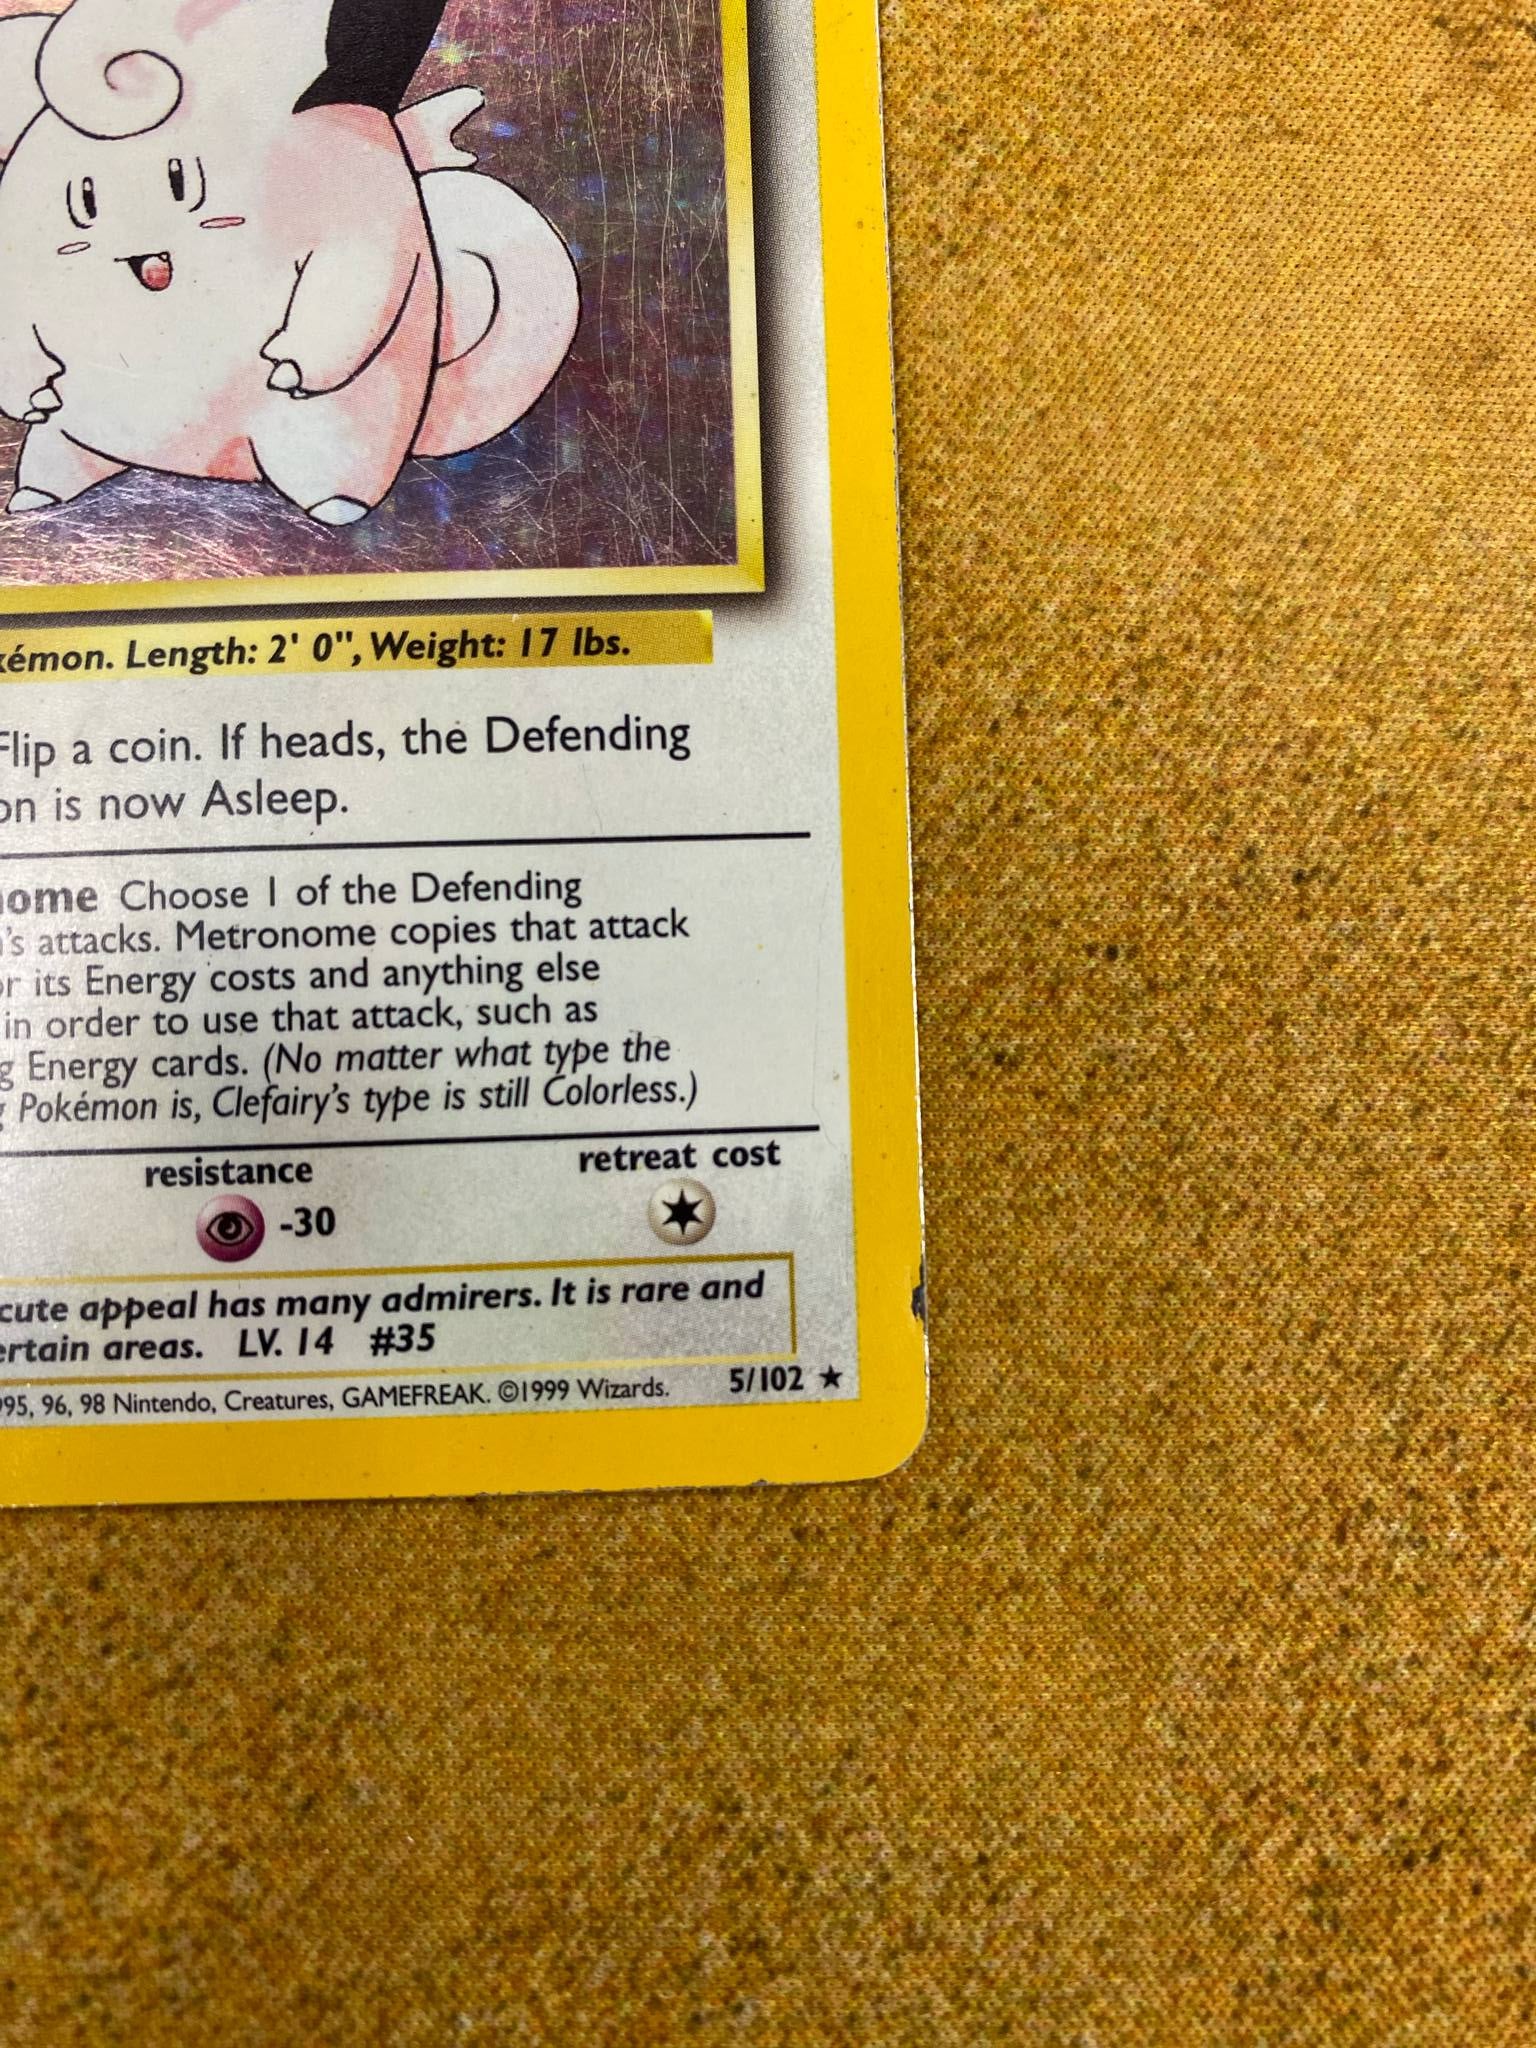 émon. Length: 2' 0", Weight: 17 lbs.
Flip a coin. If heads, the Defending
on is now Asleep.
ome Choose 1 of the Defending
's attacks. Metronome copies that attack
or its Energy costs and anything else
in order to use that attack, such as
g Energy cards. (No matter what type the
Pokémon is, Clefairy's type is still Colorless.)
resistance
retreat cost
-30
cute appeal has many admirers. It is rare and
ertain areas. LV. 14 #35
95, 96, 98 Nintendo, Creatures, GAMEFREAK. ©1999 Wizards.
5/102 ★